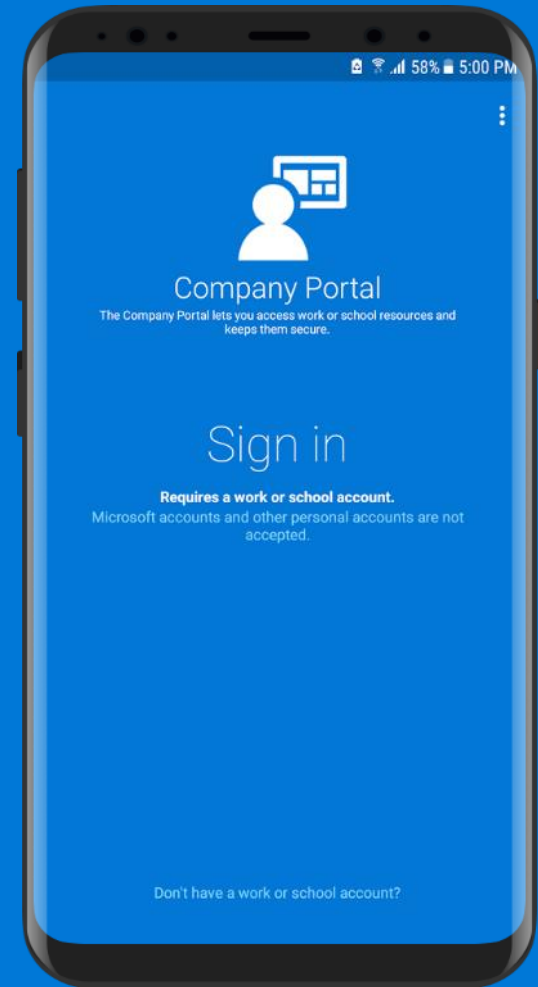 58% 5:00 PM
Company Portal
The Company Portal lets you access work or school resources and
keeps them secure.
Sign in
Requires a work or school account.
Microsoft accounts and other personal accounts are not
accepted.
Don't have a work or school account?